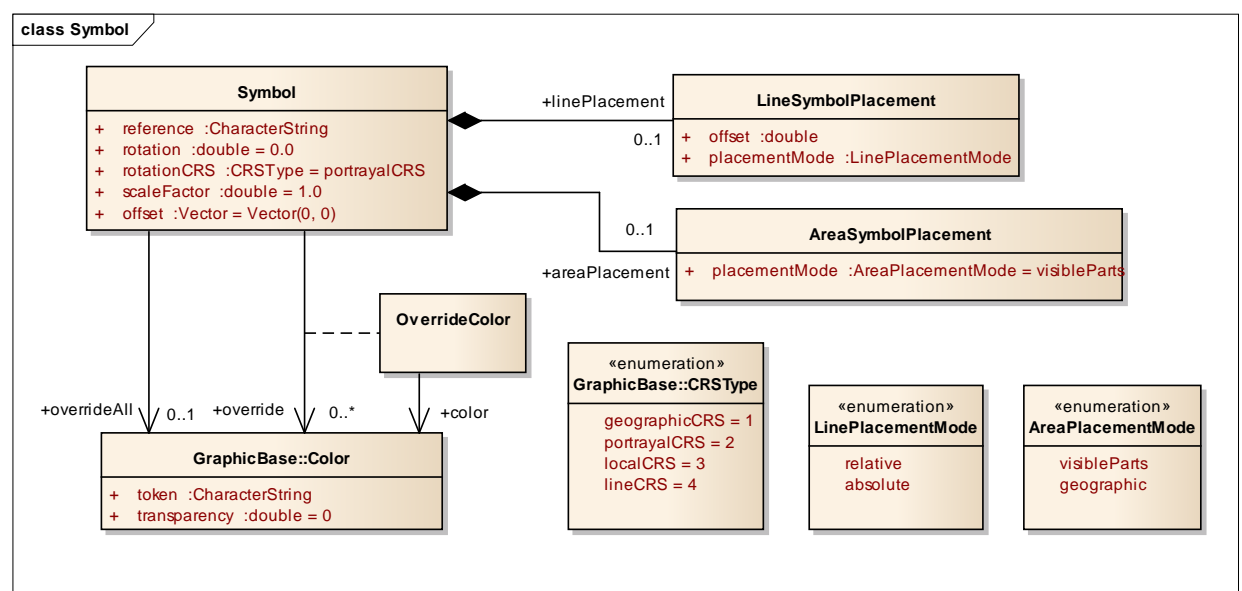 class Symbol
Symbol
+ reference :CharacterString
+ rotation :double = 0.0
+ rotationCRS :CRSType = portrayalCRS
+ scaleFactor :double = 1.0
+ offset :Vector = Vector(0, 0)
+linePlacement
0..1
LineSymbolPlacement
+ offset :double
+ placementMode :LinePlacementMode
0..1
+areaPlacement
AreaSymbolPlacement
+ placementMode :AreaPlacementMode = visibleParts
OverrideColor
+overrideAll
0..1
+override
0..*
+color
GraphicBase::Color
+ token :CharacterString
+ transparency :double = 0
«enumeration»
GraphicBase::CRSType
geographicCRS = 1
portrayalCRS = 2
localCRS = 3
lineCRS = 4
«enumeration»
LinePlacementMode
relative
absolute
«enumeration»
AreaPlacementMode
visibleParts
geographic